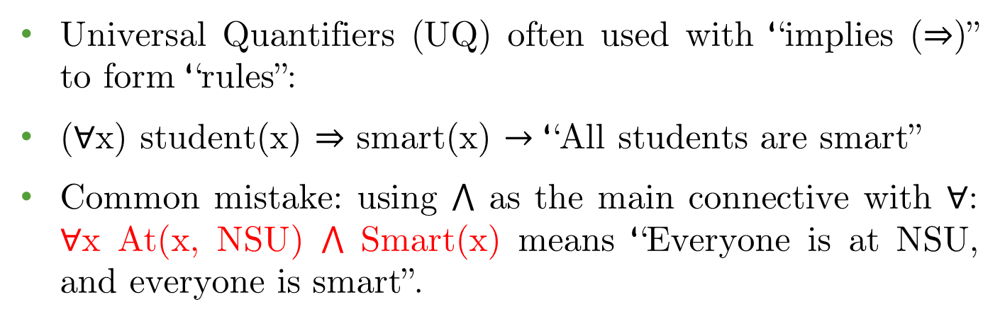 • Universal Quantifiers (UQ) often used with “implies (⇒)”
to form “rules”:
• (∀x) student(x) ⇒ smart(x) → “All students are smart”
• Common mistake: using ⋀ as the main connective with ∀:
∀x At(x, NSU) ⋀ Smart(x) means “Everyone is at NSU,
and everyone is smart”.